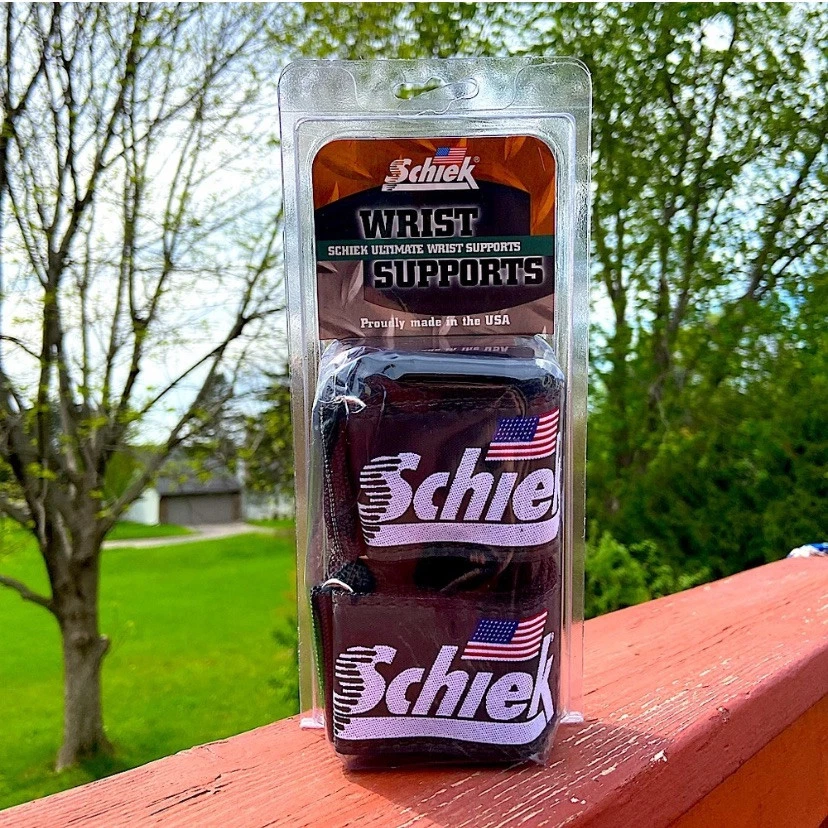 Schiek®
WRIST
SCHIEK ULTIMATE WRIST SUPPORTS
SUPPORTS
Proudly made in the USA
Schiek
Schiek